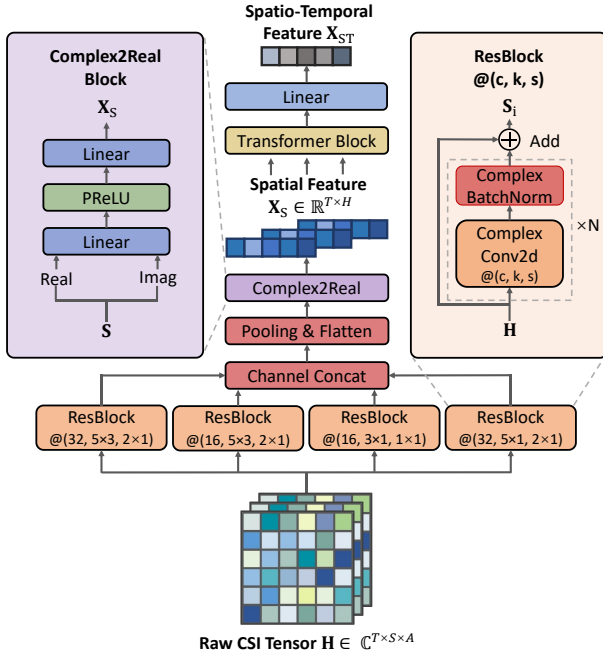 Spatio-Temporal
Feature X_ST
Linear
Transformer Block
Spatial Feature
X_S ∈ ℝ^{T×H}
Complex2Real
Pooling & Flatten
Channel Concat
Complex2Real
Block
X_S
Linear
PReLU
Linear
Real
Imag
S
ResBlock
@(c, k, s)
S_i
Add
Complex
BatchNorm
×N
Complex
Conv2d
@(c, k, s)
H
ResBlock
@(32, 5×3, 2×1)
ResBlock
@(16, 5×3, 2×1)
ResBlock
@(16, 3×1, 1×1)
ResBlock
@(32, 5×1, 2×1)
Raw CSI Tensor H ∈ ℂ^{T×S×A}